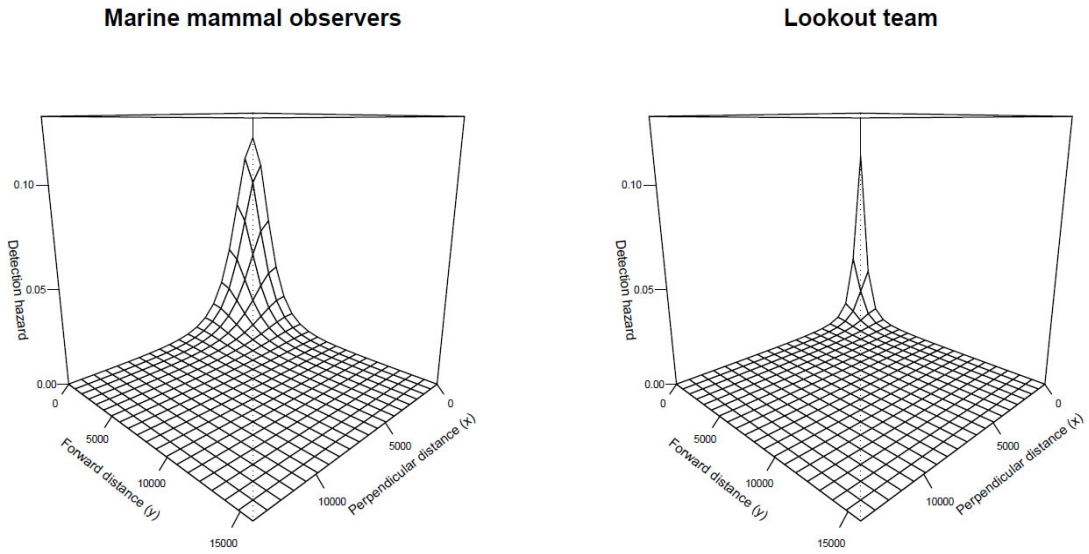 Marine mammal observers
Lookout team
0.10
0.05
0.00
Detection hazard
0
5000
10000
15000
Forward distance (y)
0
5000
10000
Perpendicular distance (x)
0.10
0.05
0.00
Detection hazard
0
5000
10000
15000
Forward distance (y)
0
5000
10000
Perpendicular distance (x)